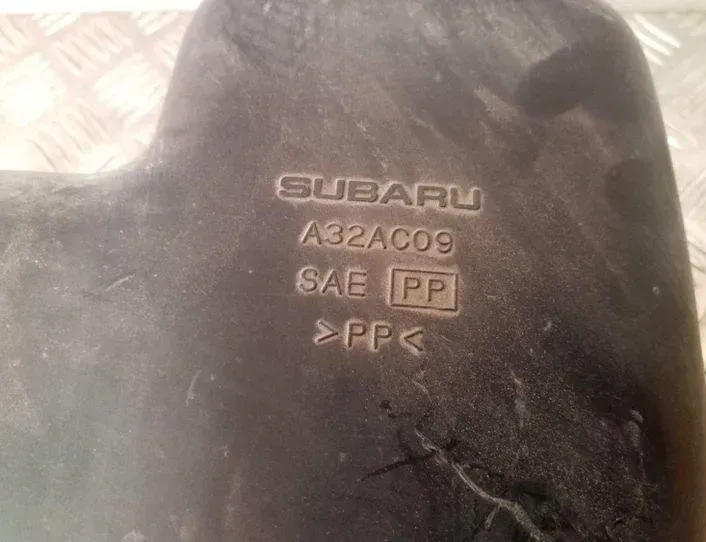 SUBARU
A32AC09
SAE PP
>PP<